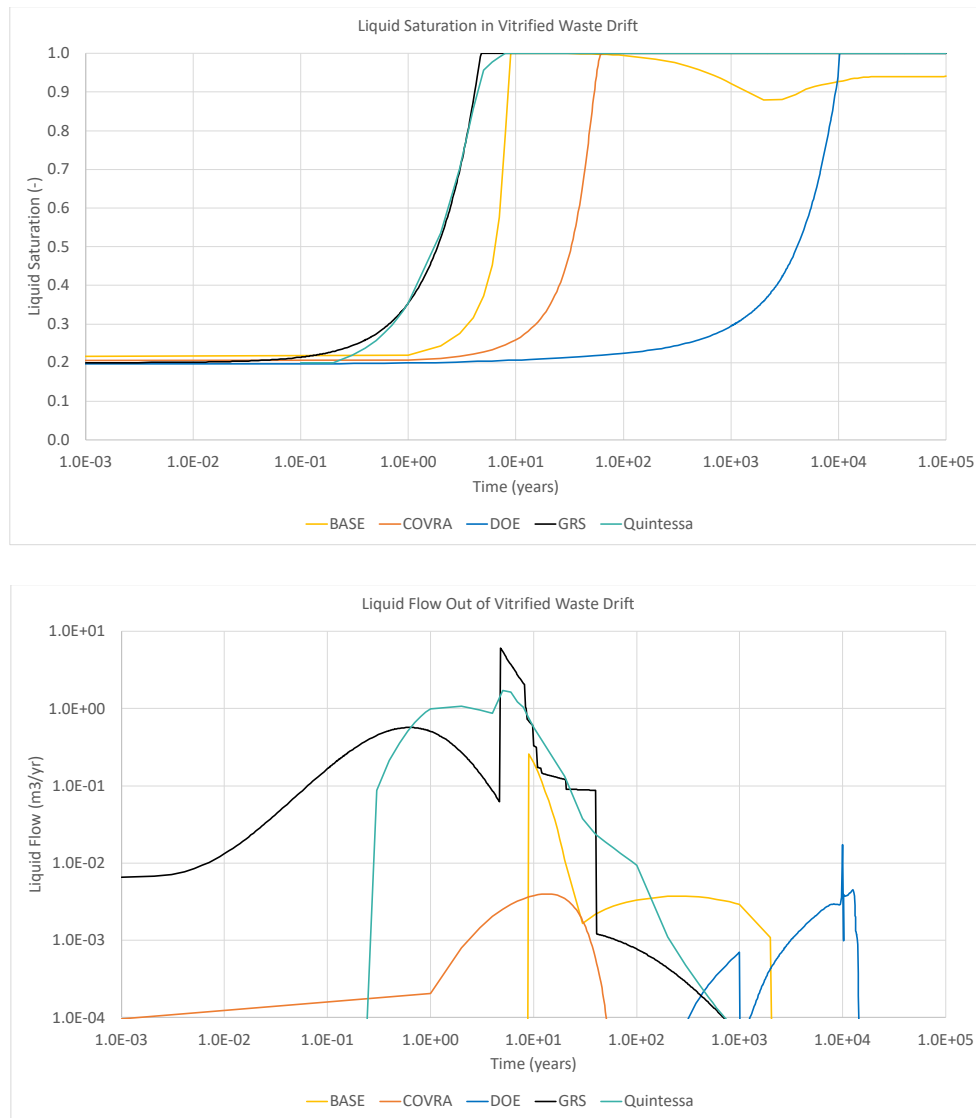 Liquid Saturation in Vitrified Waste Drift
1.0
0.9
0.8
0.7
0.6
0.5
0.4
0.3
0.2
0.1
0.0
Liquid Saturation (-)
1.0E-03 1.0E-02 1.0E-01 1.0E+00 1.0E+01 1.0E+02 1.0E+03 1.0E+04 1.0E+05
Time (years)
BASE COVRA DOE GRS Quintessa
Liquid Flow Out of Vitrified Waste Drift
1.0E+01
1.0E+00
1.0E-01
1.0E-02
1.0E-03
1.0E-04
Liquid Flow (m3/yr)
1.0E-03 1.0E-02 1.0E-01 1.0E+00 1.0E+01 1.0E+02 1.0E+03 1.0E+04 1.0E+05
Time (years)
BASE COVRA DOE GRS Quintessa